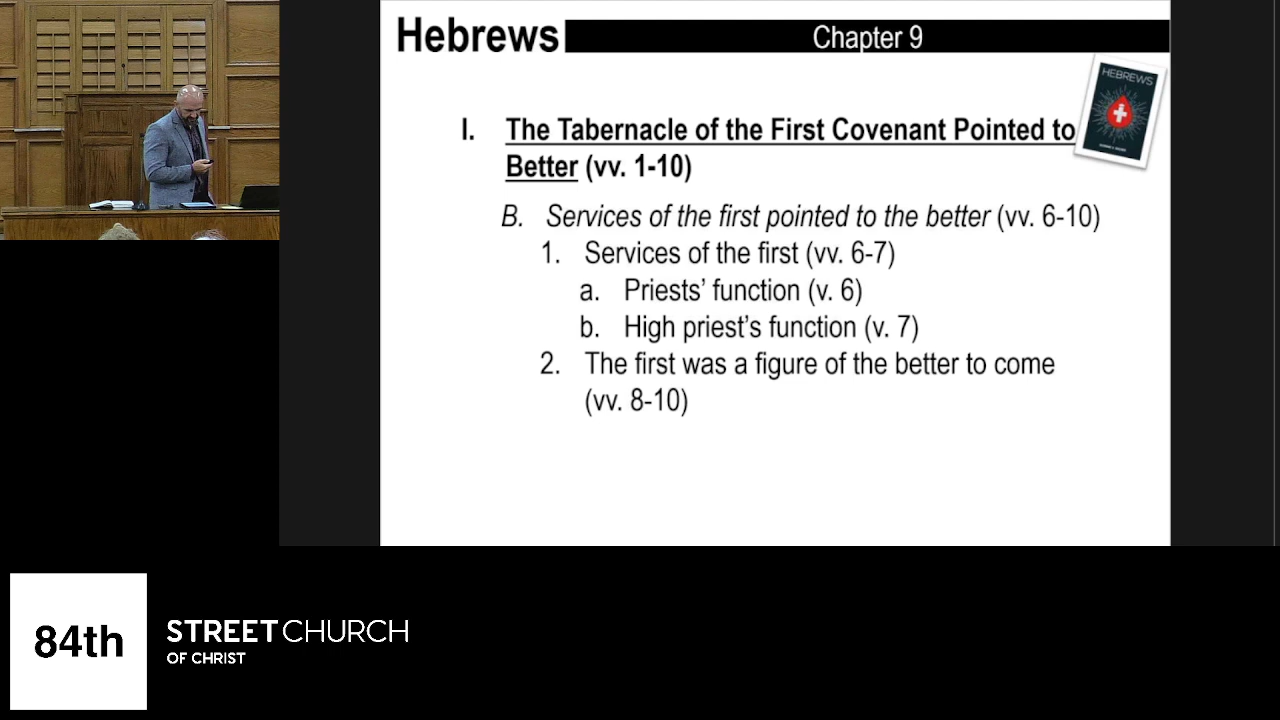 Hebrews
Chapter 9
HEBREWS
I. The Tabernacle of the First Covenant Pointed to
Better (vv. 1-10)
B. Services of the first pointed to the better (vv. 6-10)
1. Services of the first (vv. 6-7)
a. Priests’ function (v. 6)
b. High priest’s function (v. 7)
2. The first was a figure of the better to come
(vv. 8-10)
84th
STREET CHURCH
OF CHRIST